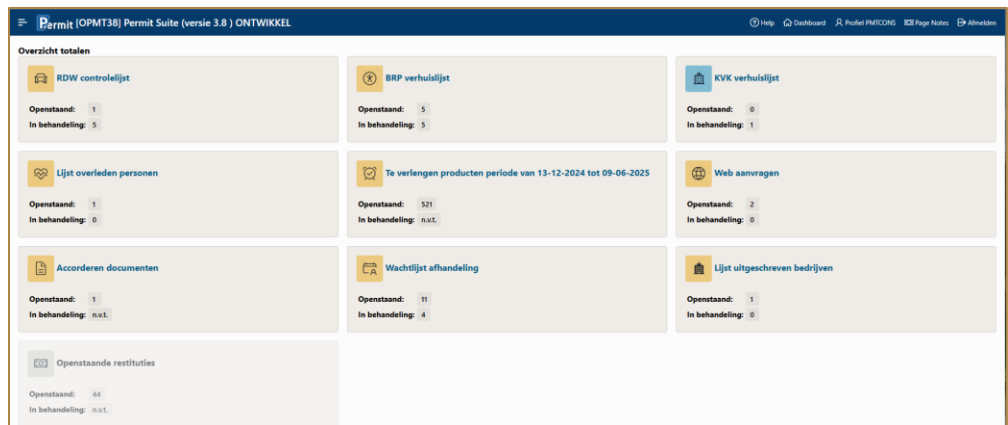 Permit [OPMT38] Permit Suite (versie 3.8 ) ONTWIKKEL
Help Dashboard Profiel PMTCONS Page Notes Afmelden
Overzicht totalen
RDW controlelijst
Openstaand: 1
In behandeling: 5
BRP verhuislijst
Openstaand: 5
In behandeling: 5
KVK verhuislijst
Openstaand: 0
In behandeling: 1
Lijst overleden personen
Openstaand: 1
In behandeling: 0
Te verlengen producten periode van 13-12-2024 tot 09-06-2025
Openstaand: 521
In behandeling: n.v.t.
Web aanvragen
Openstaand: 2
In behandeling: 0
Accorderen documenten
Openstaand: 1
In behandeling: n.v.t.
Wachtlijst afhandeling
Openstaand: 11
In behandeling: 4
Lijst uitgeschreven bedrijven
Openstaand: 1
In behandeling: 0
Openstaande restituties
Openstaand: 44
In behandeling: n.v.t.